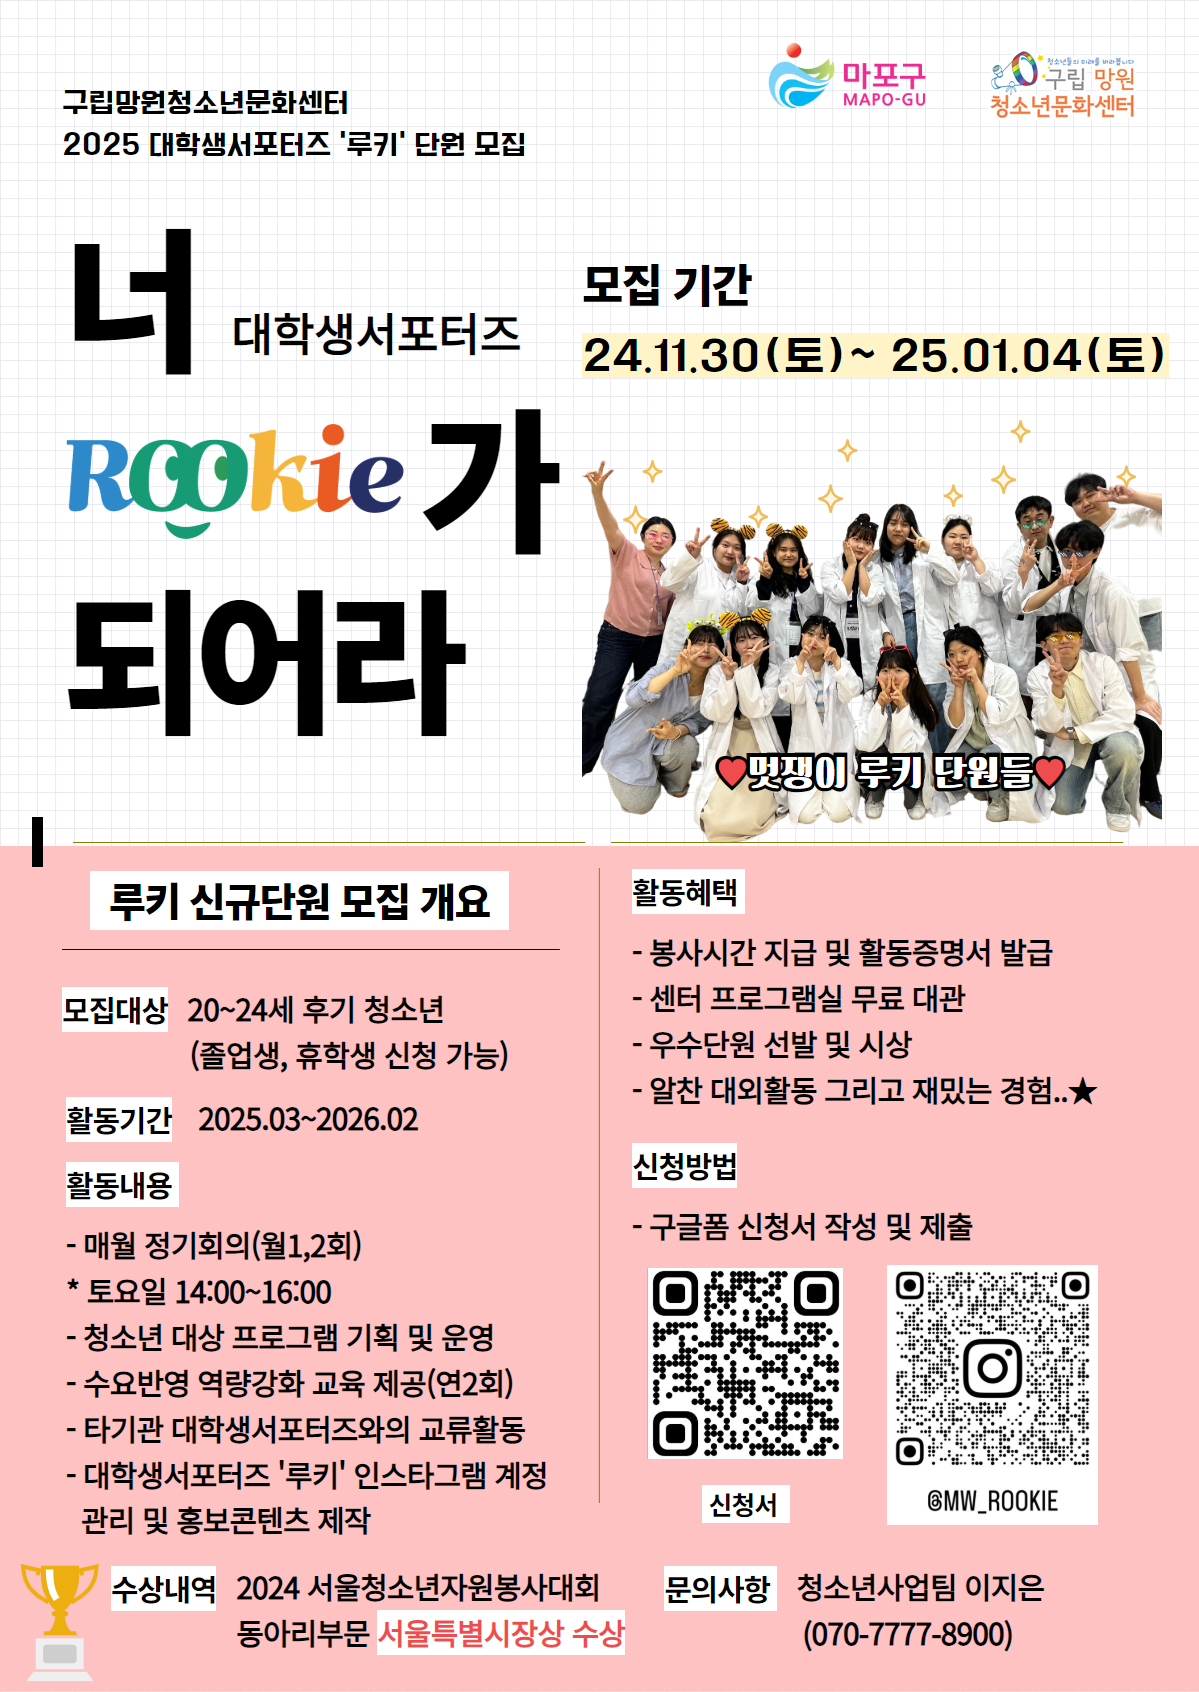 구립망원청소년문화센터
2025 대학생서포터즈 '루키' 단원 모집
마포구
MAPO-GU
청소년들의 미래를 바라봅니다
구립 망원
청소년문화센터
너 대학생서포터즈
Rookie 가
되어라
모집 기간
24.11.30(토)~ 25.01.04(토)
멋쟁이 루키 단원들
루키 신규단원 모집 개요
모집대상 20~24세 후기 청소년
(졸업생, 휴학생 신청 가능)
활동기간 2025.03~2026.02
활동내용
- 매월 정기회의(월1,2회)
* 토요일 14:00~16:00
- 청소년 대상 프로그램 기획 및 운영
- 수요반영 역량강화 교육 제공(연2회)
- 타기관 대학생서포터즈와의 교류활동
- 대학생서포터즈 '루키' 인스타그램 계정
관리 및 홍보콘텐츠 제작
활동혜택
- 봉사시간 지급 및 활동증명서 발급
- 센터 프로그램실 무료 대관
- 우수단원 선발 및 시상
- 알찬 대외활동 그리고 재밌는 경험..★
신청방법
- 구글폼 신청서 작성 및 제출
신청서
@MW_ROOKIE
수상내역 2024 서울청소년자원봉사대회
동아리부문 서울특별시장상 수상
문의사항 청소년사업팀 이지은
(070-7777-8900)